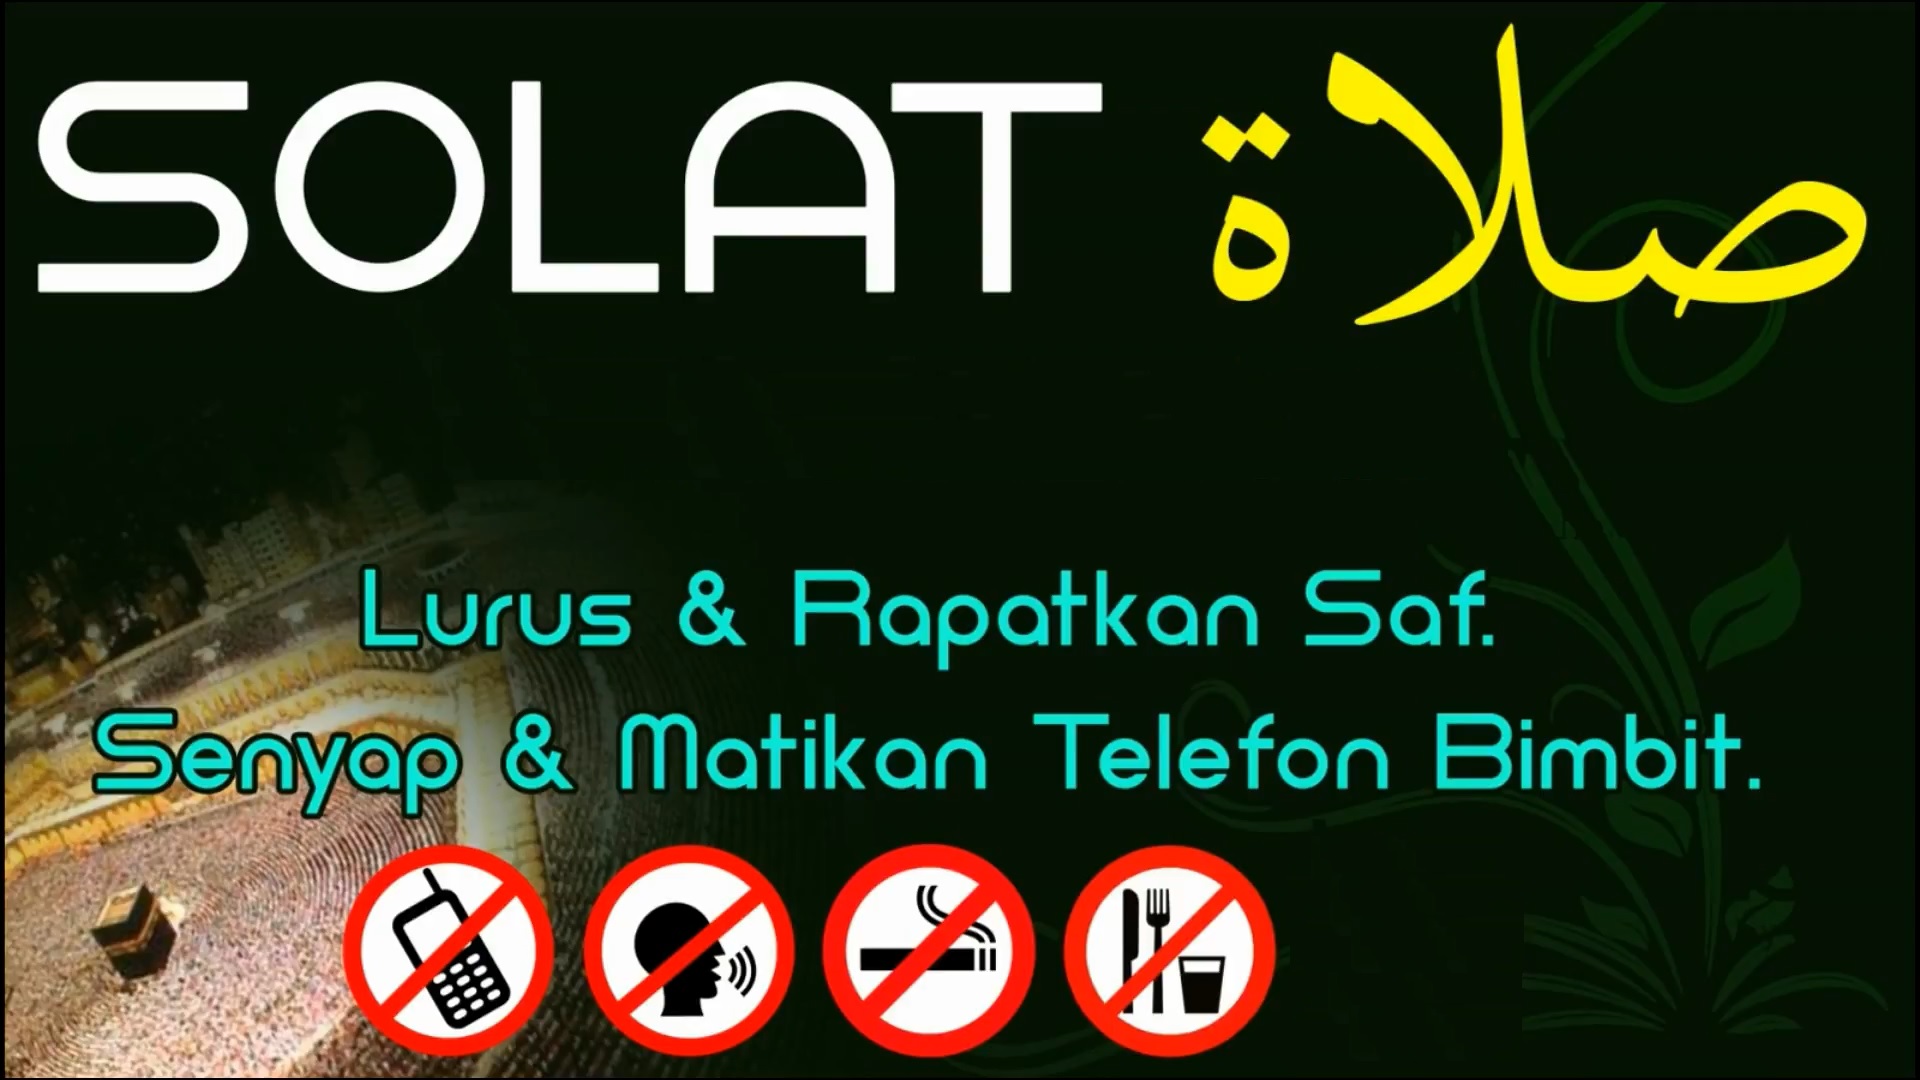 SOLAT صلاة
Lurus & Rapatkan Saf.
Senyap & Matikan Telefon Bimbit.